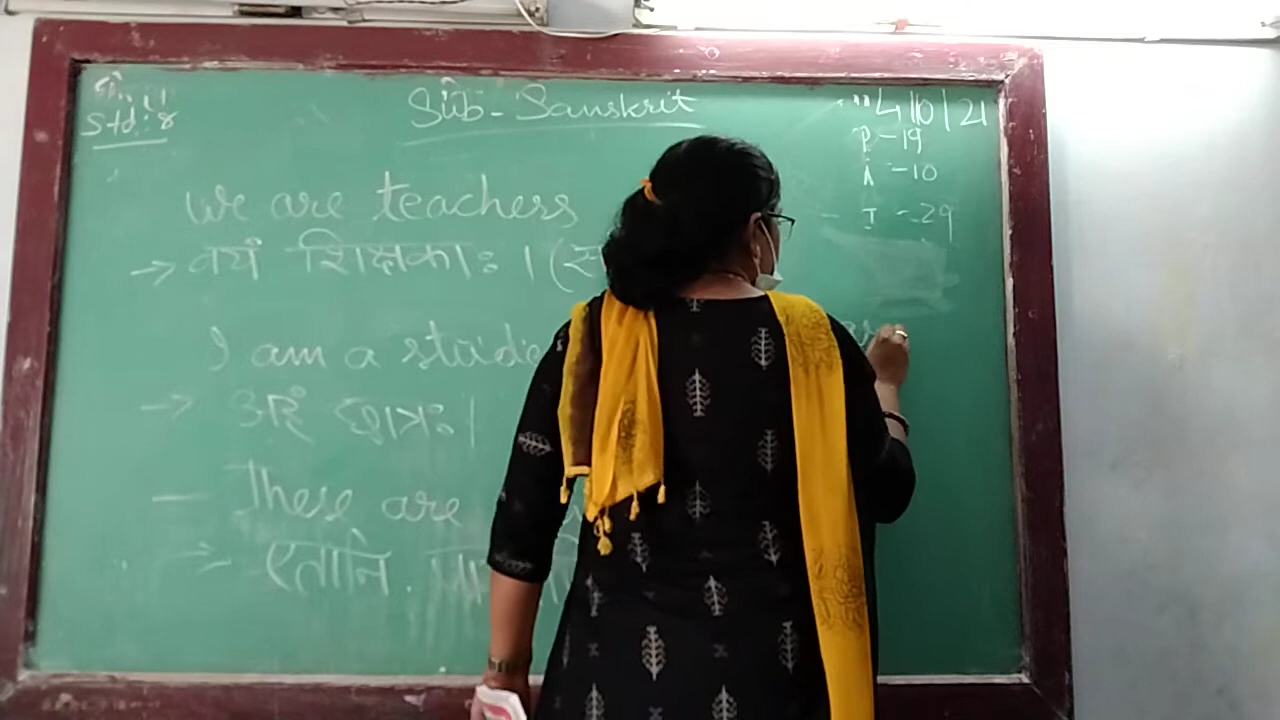 Std : 8
Sub - Sanskrit
4/10/21
P - 19
A - 10
T - 29
We are teachers
→ वयं शिक्षकाः । (स
I am a stude
→ अहं छात्रः ।
— These are
→ एतानि